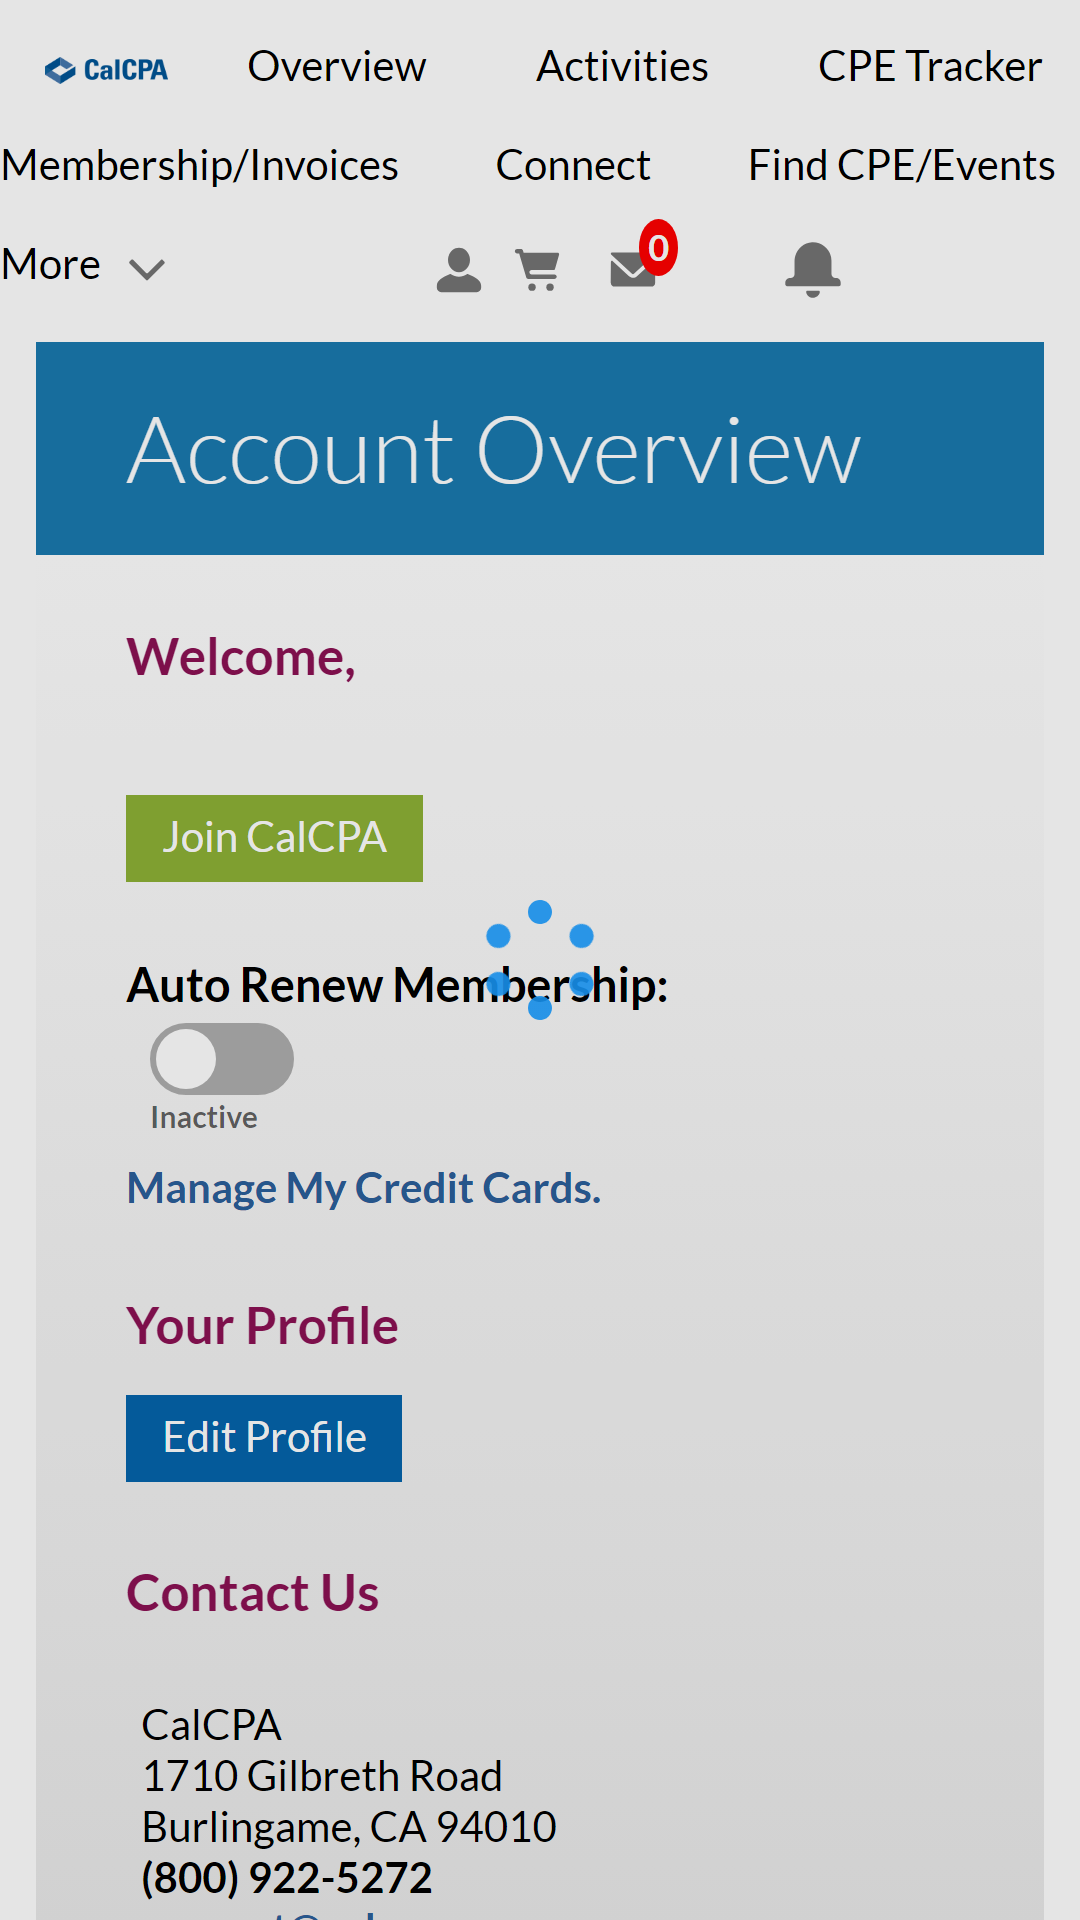 CalCPA Overview Activities CPE Tracker
Membership/Invoices Connect Find CPE/Events
More 0
Account Overview
Welcome,
Join CalCPA
Auto Renew Membership:
Inactive
Manage My Credit Cards.
Your Profile
Edit Profile
Contact Us
CalCPA
1710 Gilbreth Road
Burlingame, CA 94010
(800) 922-5272